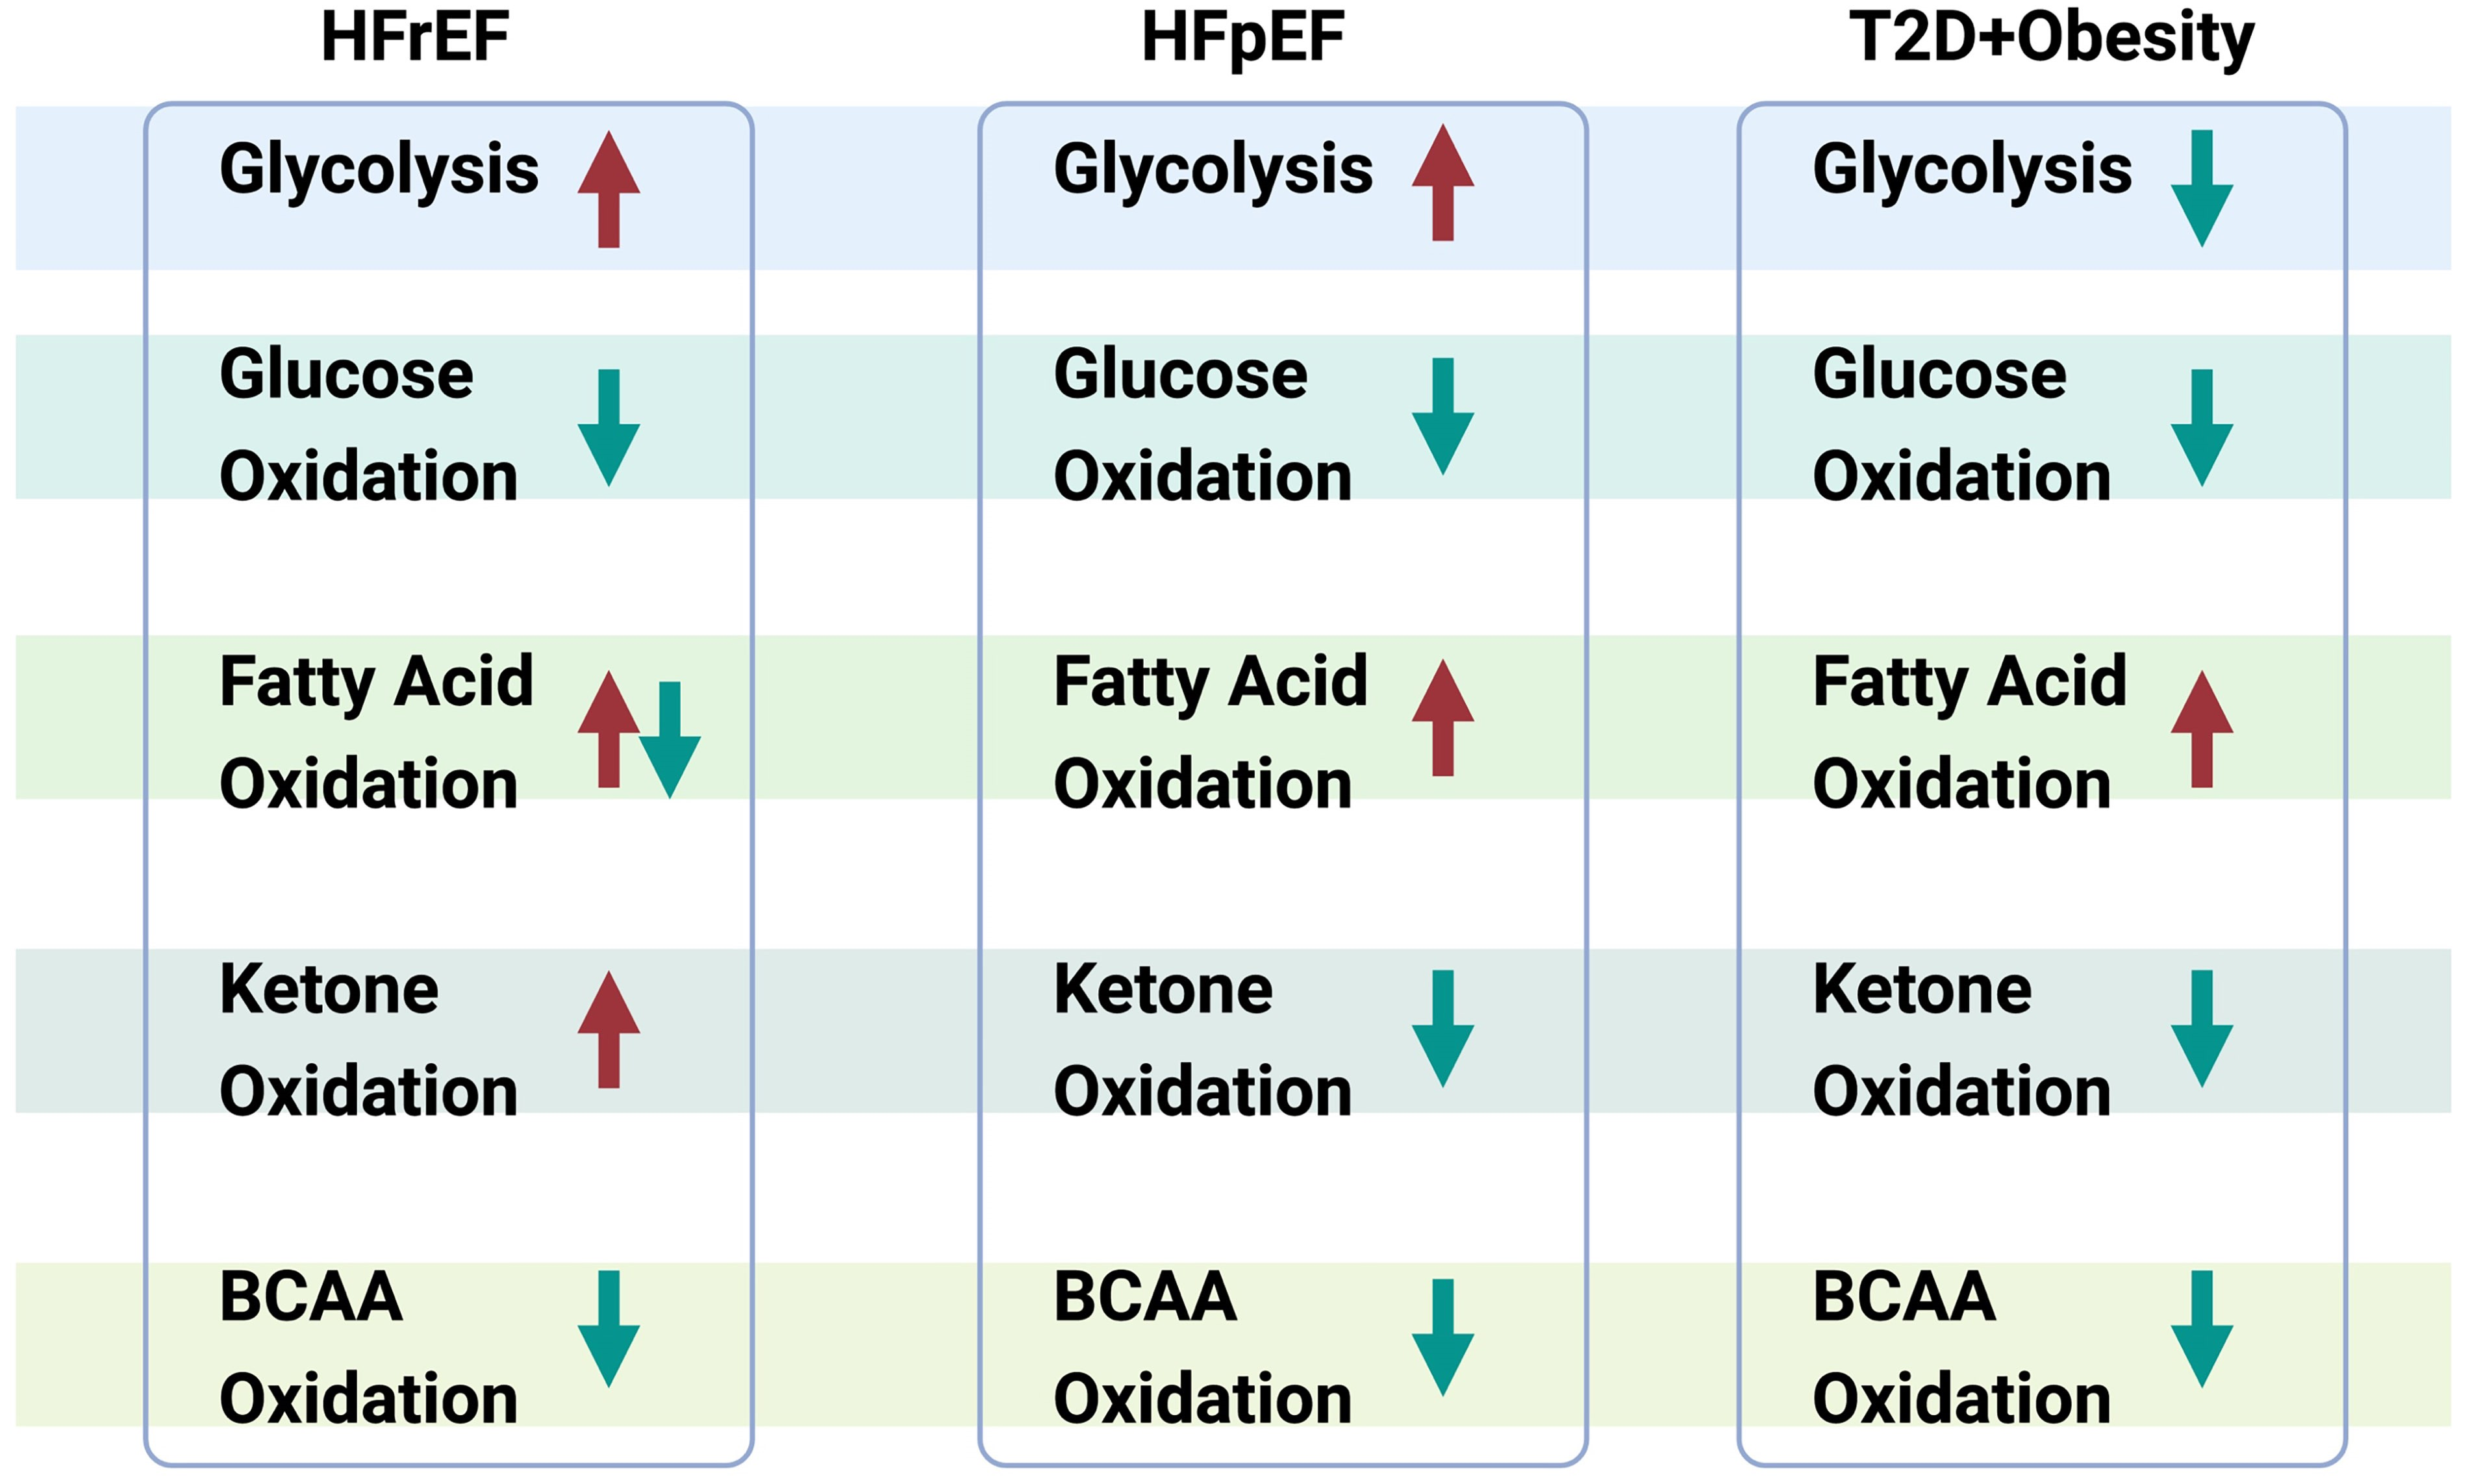 HFrEF
HFpEF
T2D+Obesity
Glycolysis
Glycolysis
Glycolysis
Glucose
Oxidation
Glucose
Oxidation
Glucose
Oxidation
Fatty Acid
Oxidation
Fatty Acid
Oxidation
Fatty Acid
Oxidation
Ketone
Oxidation
Ketone
Oxidation
Ketone
Oxidation
BCAA
Oxidation
BCAA
Oxidation
BCAA
Oxidation